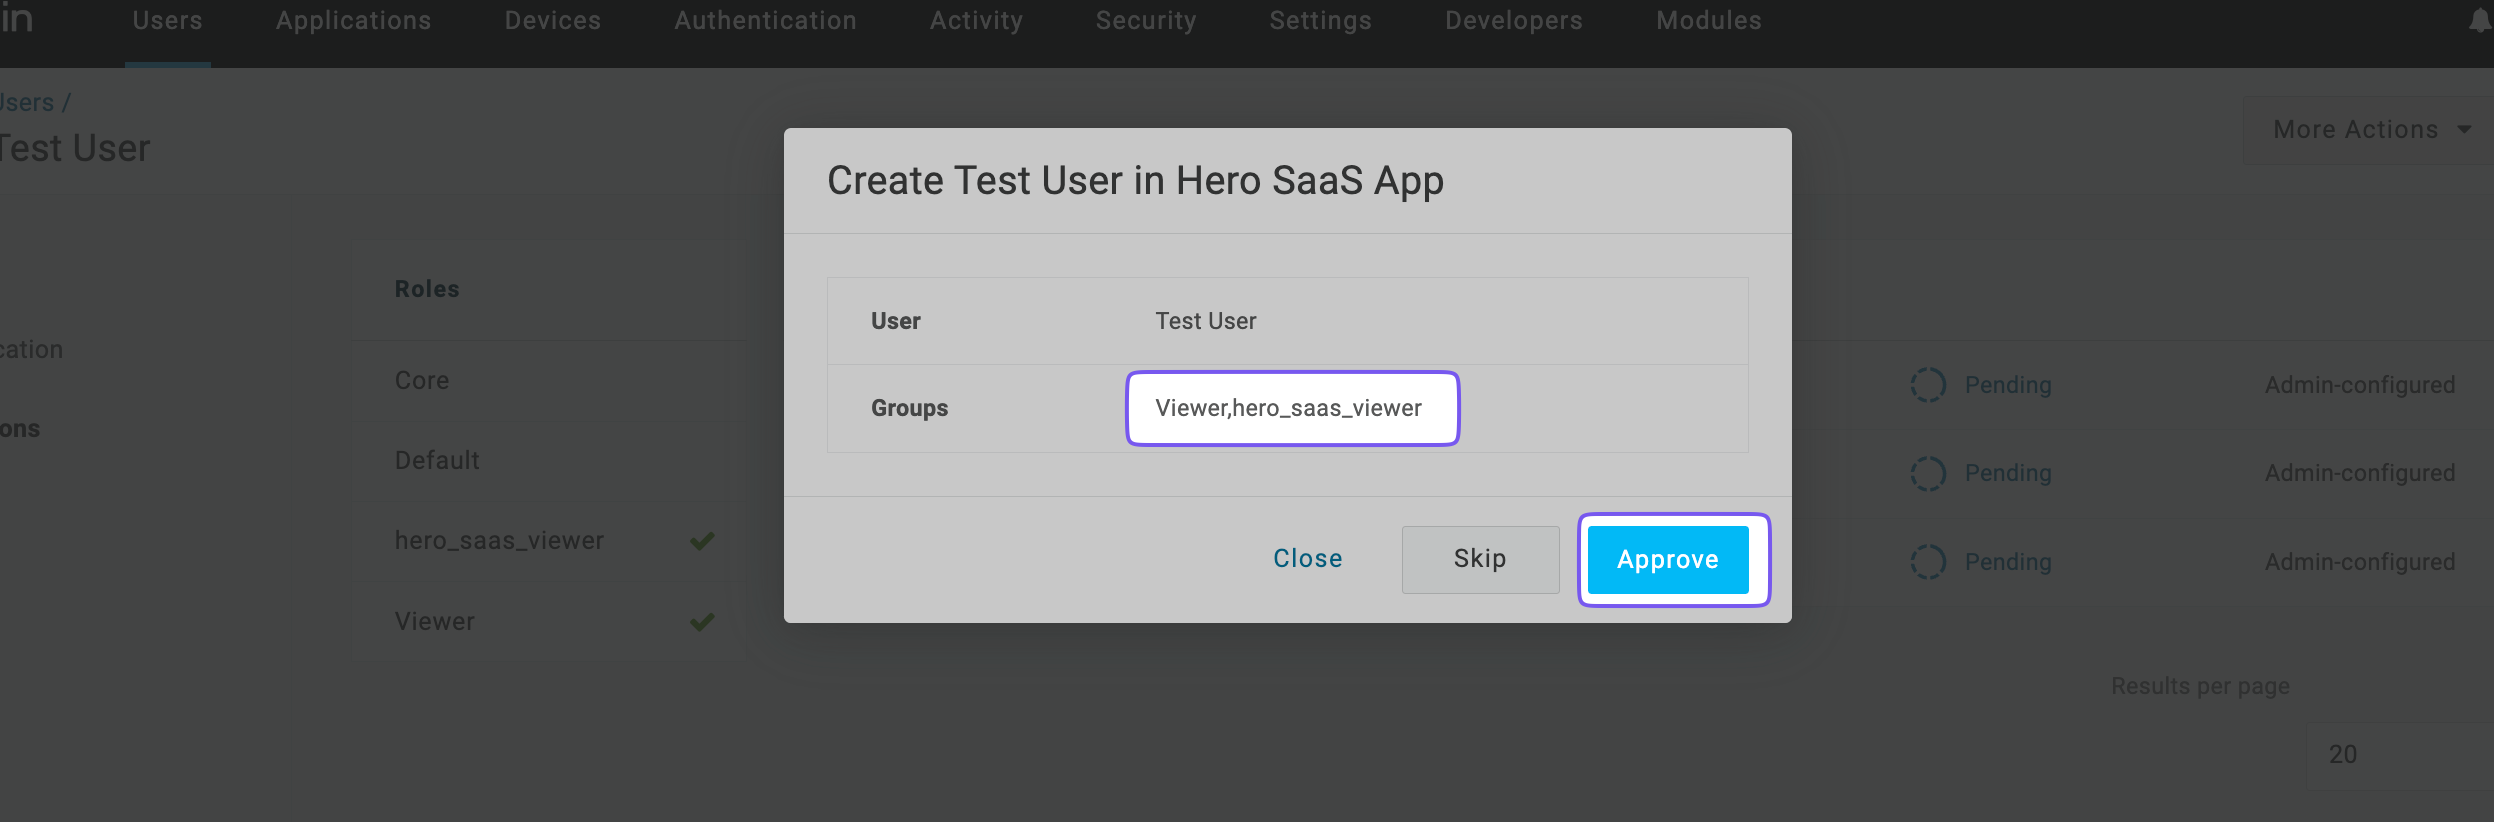 in Users Applications Devices Authentication Activity Security Settings Developers Modules
Users /
Test User
More Actions
Create Test User in Hero SaaS App
Roles
User Test User
cation
Core
Groups Viewer,hero_saas_viewer
Pending Admin-configured
ons
Default
Pending Admin-configured
hero_saas_viewer
Close Skip Approve
Pending Admin-configured
Viewer
Results per page
20